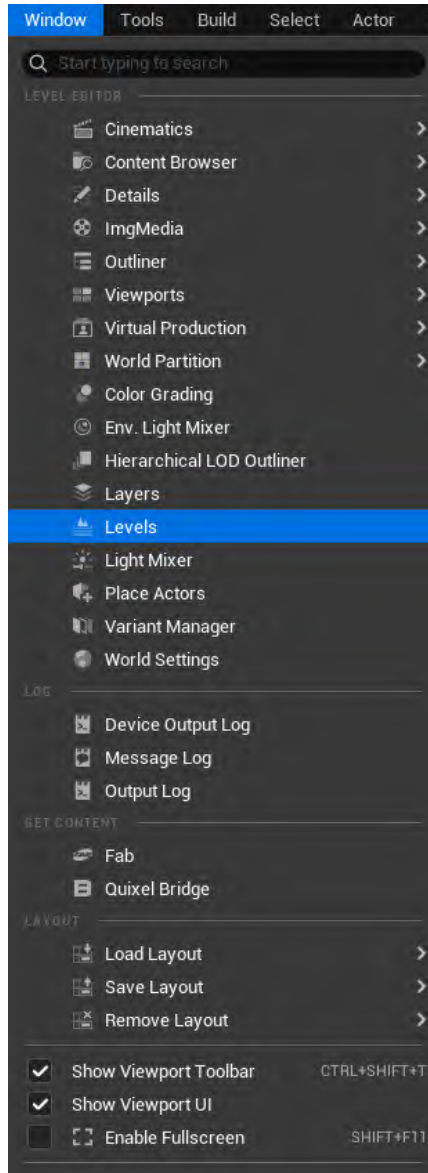 Window Tools Build Select Actor
Start typing to search
LEVEL EDITOR
Cinematics
Content Browser
Details
ImgMedia
Outliner
Viewports
Virtual Production
World Partition
Color Grading
Env. Light Mixer
Hierarchical LOD Outliner
Layers
Levels
Light Mixer
Place Actors
Variant Manager
World Settings
LOG
Device Output Log
Message Log
Output Log
GET CONTENT
Fab
Quixel Bridge
LAYOUT
Load Layout
Save Layout
Remove Layout
Show Viewport Toolbar CTRL+SHIFT+T
Show Viewport UI
Enable Fullscreen SHIFT+F11